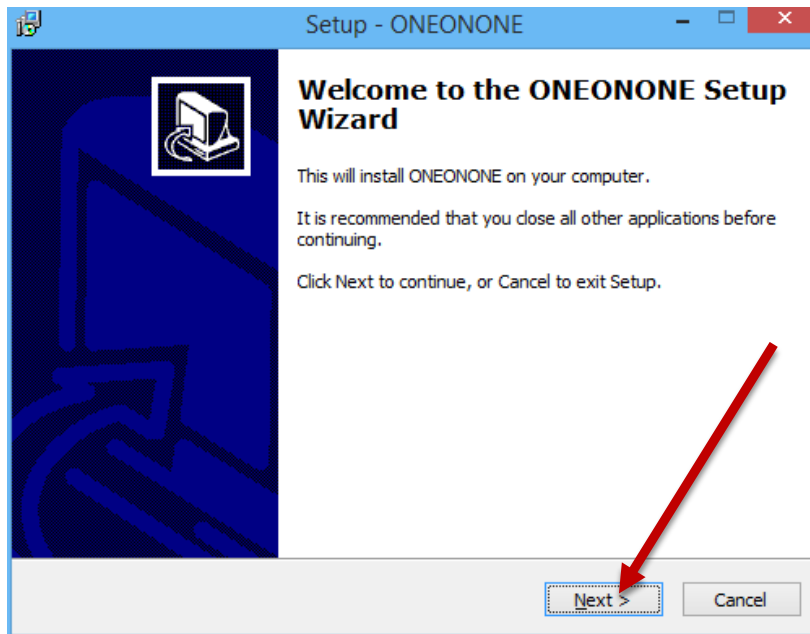 Setup - ONEONONE
Welcome to the ONEONONE Setup
Wizard
This will install ONEONONE on your computer.
It is recommended that you close all other applications before
continuing.
Click Next to continue, or Cancel to exit Setup.
Next >
Cancel